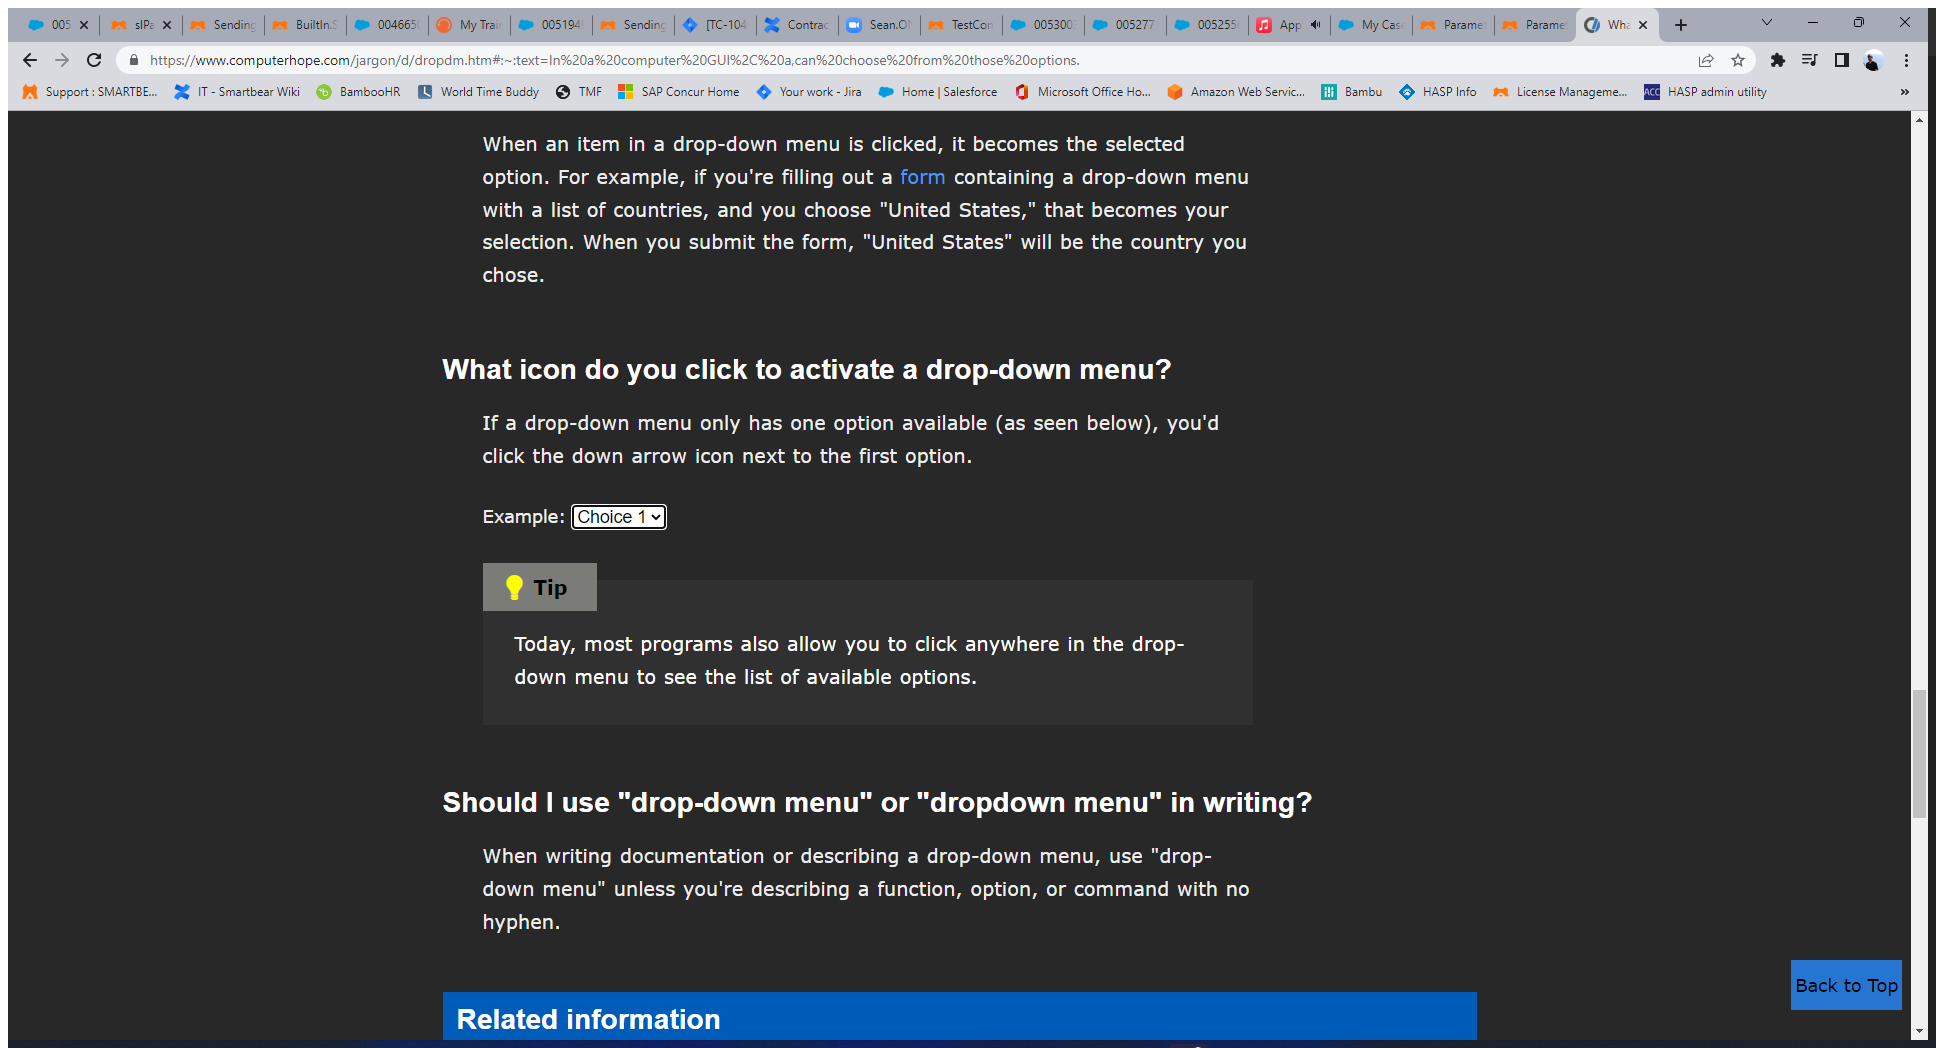 005
slPa
Sending
BuiltIn.S
004665
My Train
005194
Sending
[TC-104
Contrac
Sean.O
TestCon
005300
005277
005255
App
My Case
Parame
Parame
Wha
https://www.computerhope.com/jargon/d/dropdm.htm#:~:text=In%20a%20computer%20GUI%2C%20a,can%20choose%20from%20those%20options.
Support : SMARTBE...
IT - Smartbear Wiki
BambooHR
World Time Buddy
TMF
SAP Concur Home
Your work - Jira
Home | Salesforce
Microsoft Office Ho...
Amazon Web Servic...
Bambu
HASP Info
License Manageme...
ACC
HASP admin utility
»
When an item in a drop-down menu is clicked, it becomes the selected
option. For example, if you're filling out a form containing a drop-down menu
with a list of countries, and you choose "United States," that becomes your
selection. When you submit the form, "United States" will be the country you
chose.
What icon do you click to activate a drop-down menu?
If a drop-down menu only has one option available (as seen below), you'd
click the down arrow icon next to the first option.
Example: Choice 1
Tip
Today, most programs also allow you to click anywhere in the drop-
down menu to see the list of available options.
Should I use "drop-down menu" or "dropdown menu" in writing?
When writing documentation or describing a drop-down menu, use "drop-
down menu" unless you're describing a function, option, or command with no
hyphen.
Back to Top
Related information